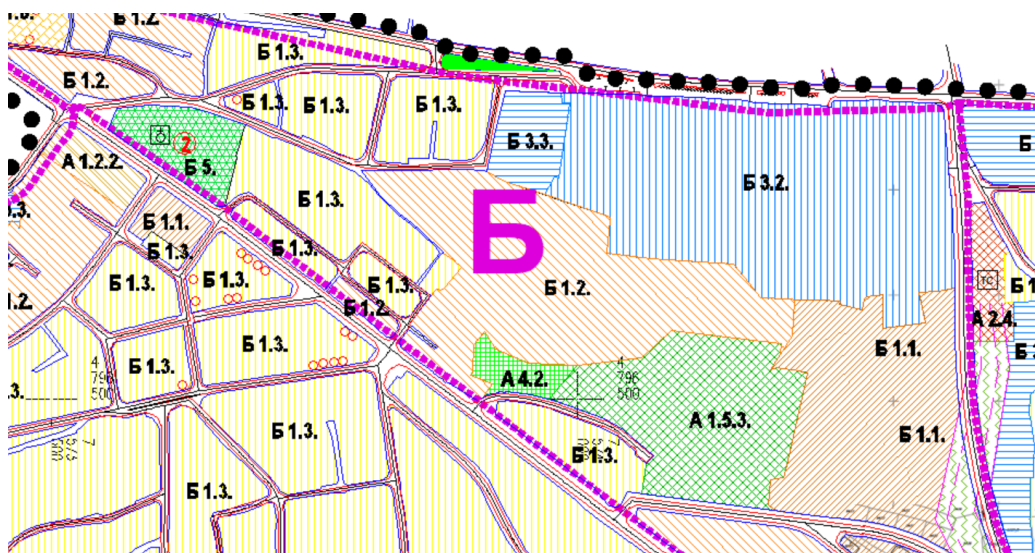 Б 1.2.
Б 1.3.
Б 1.2.
Б 1.3.
Б 1.3.
Б 1.3.
2
Б 5.
А 1.2.2.
Б 3.3.
Б 3.2.
Б
Б 1.3.
Б 1.1.
Б 1.3.
Б 1.3.
Б 1.3.
Б 1.3.
Б 1.3.
Б 1.2.
Б 1.2.
ТС
А 2.4.
Б 1.3.
Б 1.3.
Б 1.1.
4
796
500
4
796
500
А 4.2.
А 1.5.3.
Б 1.3.
Б 1.1.
Б 1.3.
Б 1.3.